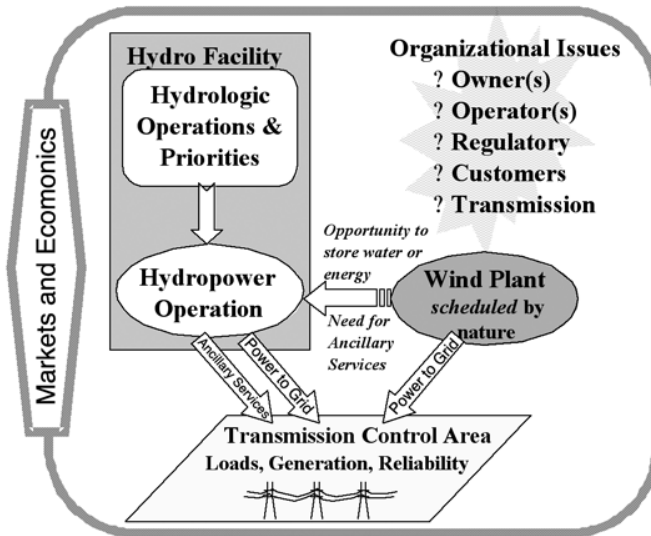 Markets and Ecomonics
Hydro Facility
Hydrologic
Operations &
Priorities
Hydropower
Operation
Organizational Issues
? Owner(s)
? Operator(s)
? Regulatory
? Customers
? Transmission
Opportunity to
store water or
energy
Need for
Ancillary
Services
Wind Plant
scheduled by
nature
Ancillary Services
Power to Grid
Power to Grid
Transmission Control Area
Loads, Generation, Reliability